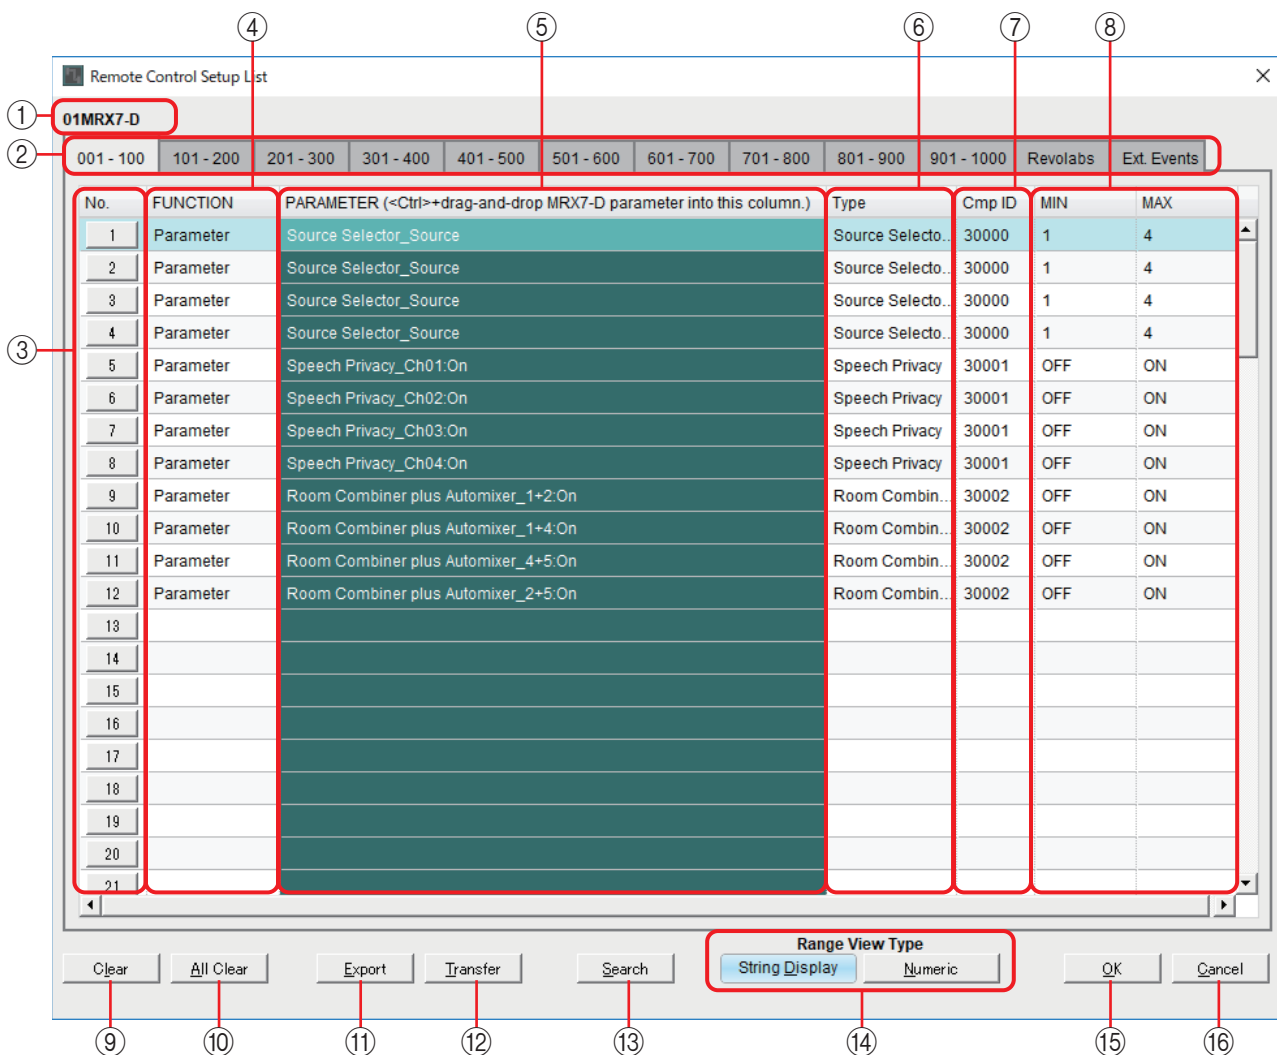 ④ ⑤ ⑥ ⑦ ⑧
Remote Control Setup List
① 01MRX7-D
② 001 - 100 101 - 200 201 - 300 301 - 400 401 - 500 501 - 600 601 - 700 701 - 800 801 - 900 901 - 1000 Revolabs Ext. Events
No. FUNCTION PARAMETER (<Ctrl>+drag-and-drop MRX7-D parameter into this column.) Type Cmp ID MIN MAX
1 Parameter Source Selector_Source Source Selecto... 30000 1 4
2 Parameter Source Selector_Source Source Selecto... 30000 1 4
3 Parameter Source Selector_Source Source Selecto... 30000 1 4
4 Parameter Source Selector_Source Source Selecto... 30000 1 4
③
5 Parameter Speech Privacy_Ch01:On Speech Privacy 30001 OFF ON
6 Parameter Speech Privacy_Ch02:On Speech Privacy 30001 OFF ON
7 Parameter Speech Privacy_Ch03:On Speech Privacy 30001 OFF ON
8 Parameter Speech Privacy_Ch04:On Speech Privacy 30001 OFF ON
9 Parameter Room Combiner plus Automixer_1+2:On Room Combin... 30002 OFF ON
10 Parameter Room Combiner plus Automixer_1+4:On Room Combin... 30002 OFF ON
11 Parameter Room Combiner plus Automixer_4+5:On Room Combin... 30002 OFF ON
12 Parameter Room Combiner plus Automixer_2+5:On Room Combin... 30002 OFF ON
13
14
15
16
17
18
19
20
21
Range View Type
Clear All Clear Export Transfer Search String Display Numeric OK Cancel
⑨ ⑩ ⑪ ⑫ ⑬ ⑭ ⑮ ⑯